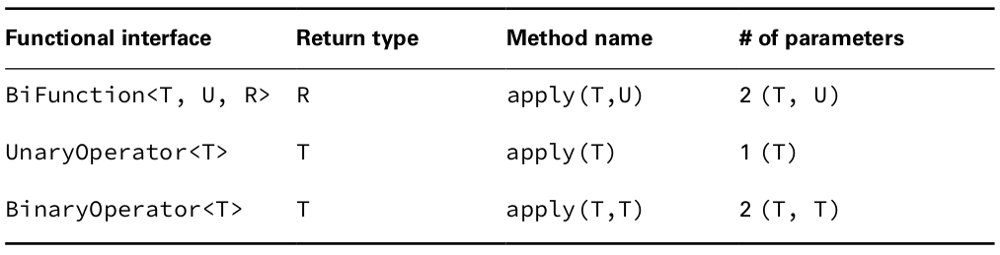 Functional interface Return type Method name # of parameters
BiFunction<T, U, R> R apply(T,U) 2 (T, U)
UnaryOperator<T> T apply(T) 1 (T)
BinaryOperator<T> T apply(T,T) 2 (T, T)